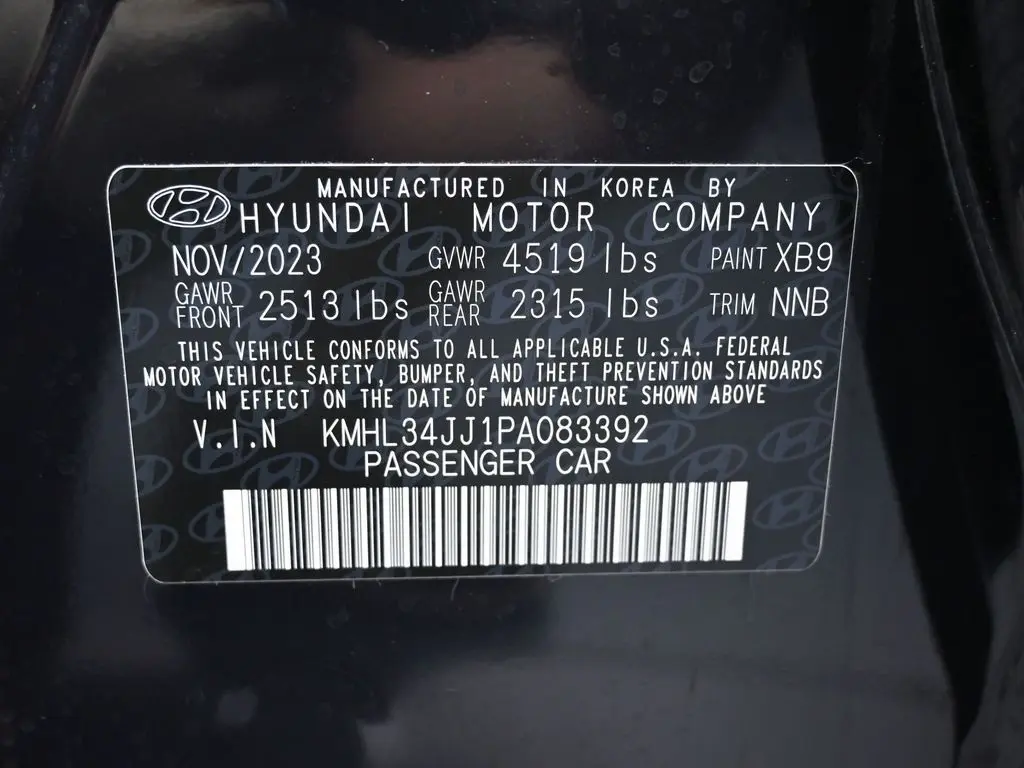 MANUFACTURED IN KOREA BY
HYUNDAI MOTOR COMPANY
NOV/2023 GVWR 4519 lbs PAINT XB9
GAWR FRONT 2513 lbs GAWR REAR 2315 lbs TRIM NNB
THIS VEHICLE CONFORMS TO ALL APPLICABLE U.S.A. FEDERAL
MOTOR VEHICLE SAFETY, BUMPER, AND THEFT PREVENTION STANDARDS
IN EFFECT ON THE DATE OF MANUFACTURE SHOWN ABOVE
V.I.N KMHL34JJ1PA083392
PASSENGER CAR